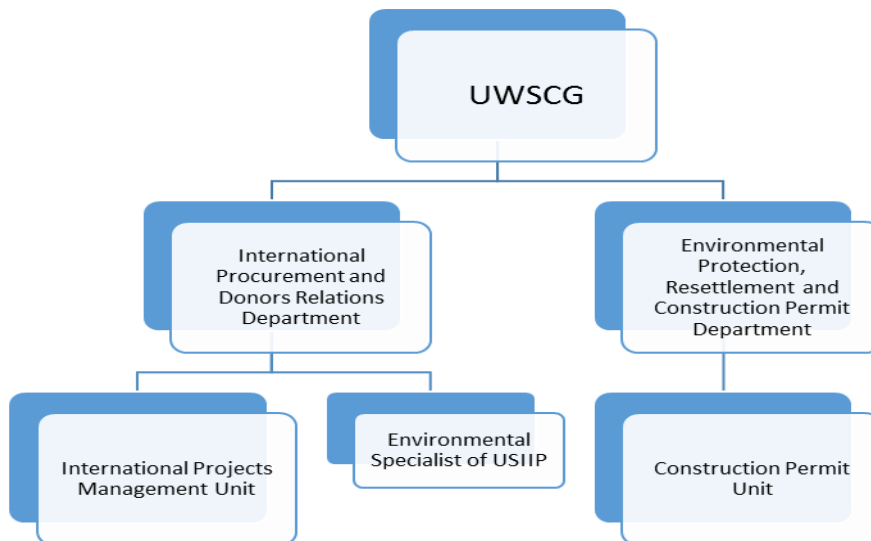 UWSCG
International
Procurement and
Donors Relations
Department
Environmental
Protection,
Resettlement and
Construction Permit
Department
International Projects
Management Unit
Environmental
Specialist of USIIP
Construction Permit
Unit